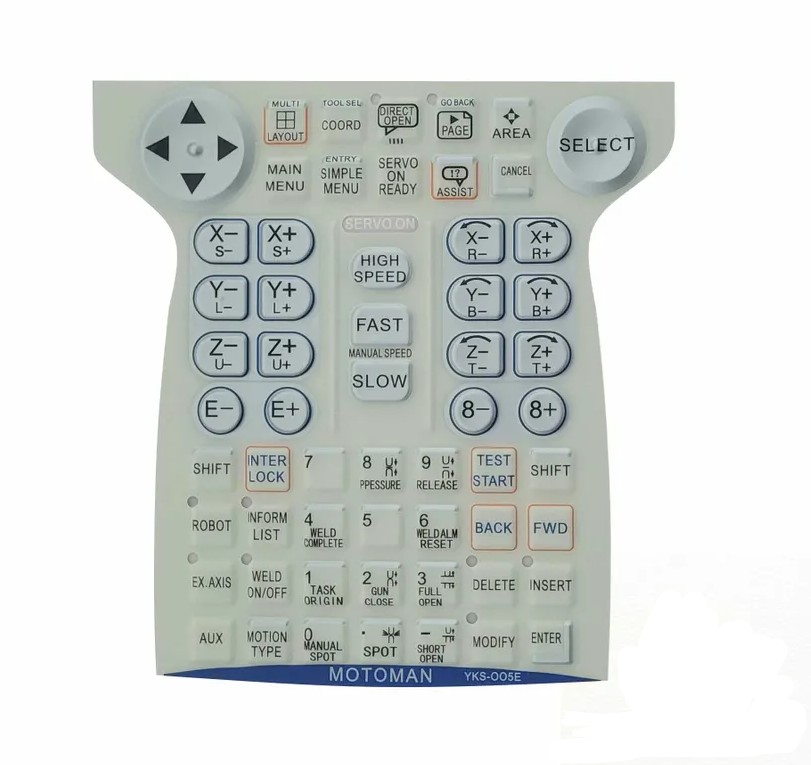 MULTI
LAYOUT
TOOL SEL
COORD
DIRECT
OPEN
GO BACK
PAGE
AREA
SELECT
MAIN
MENU
ENTRY
SIMPLE
MENU
SERVO
ON
READY
!?
ASSIST
CANCEL
SERVO ON
X-
S-
X+
S+
HIGH
SPEED
X-
R-
X+
R+
Y-
L-
Y+
L+
FAST
Y-
B-
Y+
B+
MANUAL SPEED
Z-
U-
Z+
U+
SLOW
Z-
T-
Z+
T+
E-
E+
8-
8+
SHIFT
INTER
LOCK
7
8
PPESSURE
9
RELEASE
TEST
START
SHIFT
ROBOT
INFORM
LIST
4
WELD
COMPLETE
5
6
WELDALM
RESET
BACK
FWD
EX.AXIS
WELD
ON/OFF
1
TASK
ORIGIN
2
GUN
CLOSE
3
FULL
OPEN
DELETE
INSERT
AUX
MOTION
TYPE
0
MANUAL
SPOT
.
SPOT
-
SHORT
OPEN
MODIFY
ENTER
MOTOMAN
YKS-005E